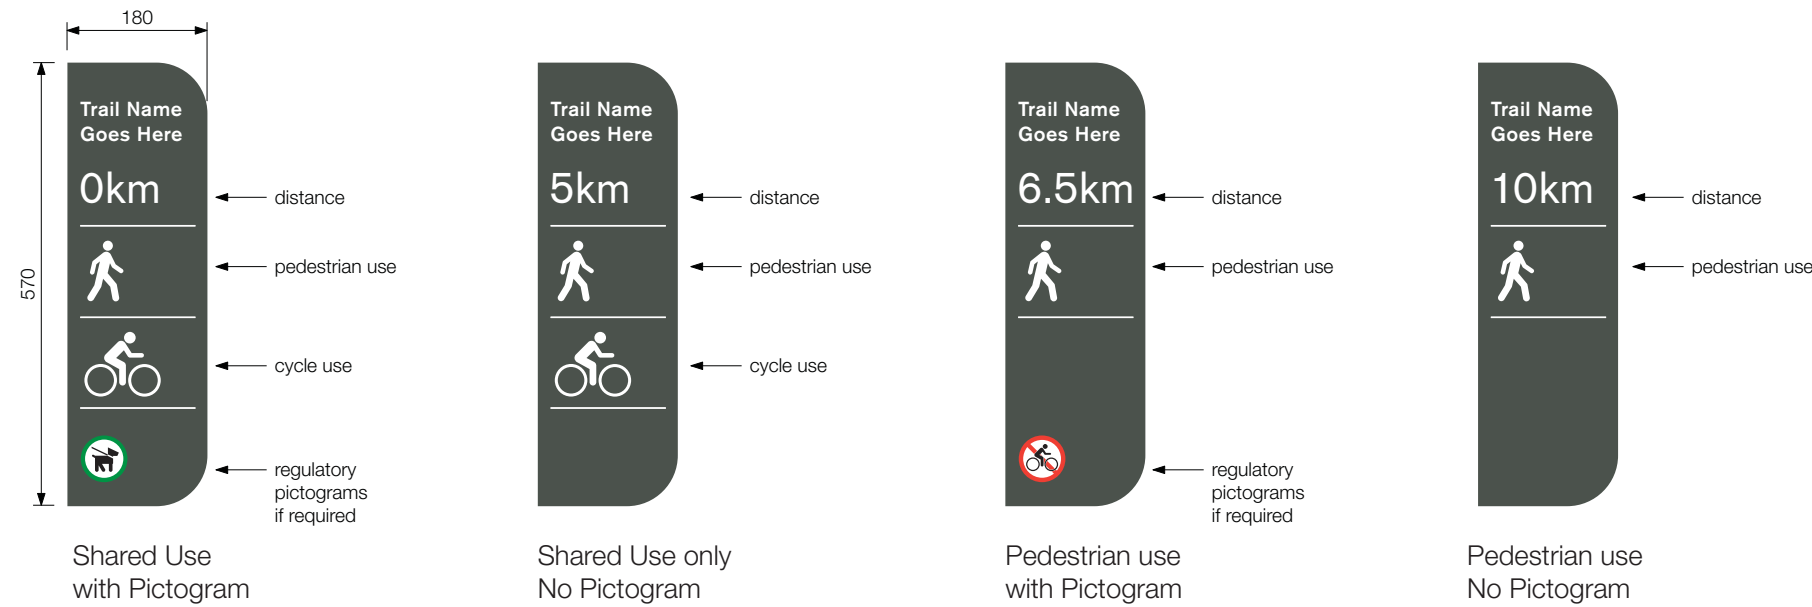 180
570
Trail Name
Goes Here
0km
distance
pedestrian use
cycle use
regulatory
pictograms
if required
Shared Use
with Pictogram
Trail Name
Goes Here
5km
distance
pedestrian use
cycle use
Shared Use only
No Pictogram
Trail Name
Goes Here
6.5km
distance
pedestrian use
regulatory
pictograms
if required
Pedestrian use
with Pictogram
Trail Name
Goes Here
10km
distance
pedestrian use
Pedestrian use
No Pictogram